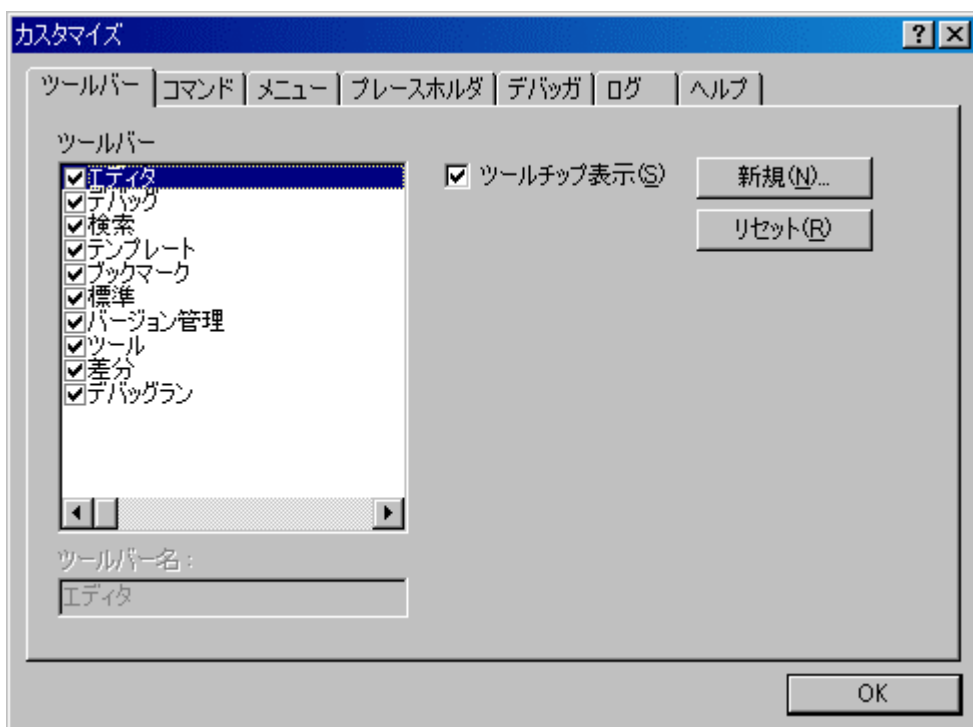 カスタマイズ
ツールバー コマンド メニュー プレースホルダ デバッガ ログ ヘルプ
ツールバー
エディタ
デバッグ
検索
テンプレート
ブックマーク
標準
バージョン管理
ツール
差分
デバッグラン
ツールチップ表示(S)
新規(N)...
リセット(R)
ツールバー名:
エディタ
OK